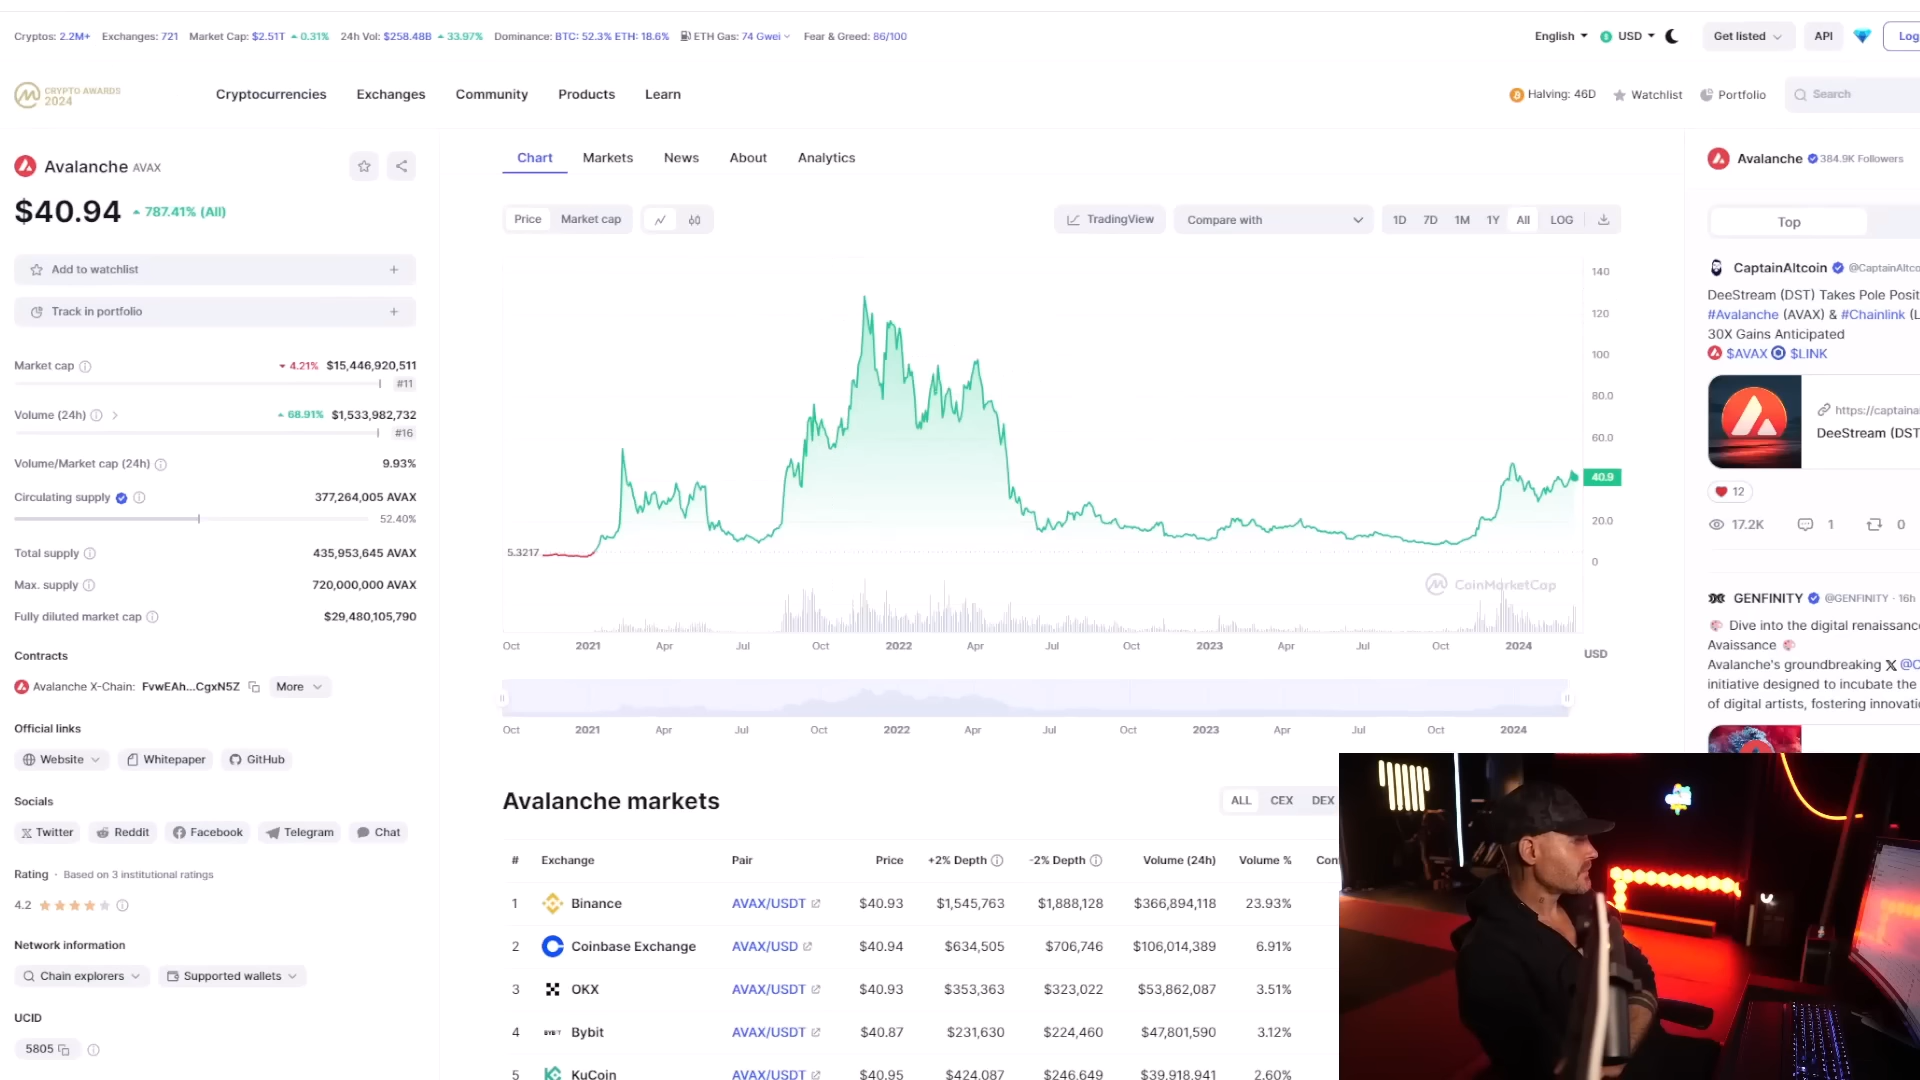 Cryptos: 2.2M+ Exchanges: 721 Market Cap: $2.51T 0.31% 24h Vol: $258.48B 33.97% Dominance: BTC: 52.3% ETH: 18.6% ETH Gas: 74 Gwei Fear & Greed: 86/100
English USD Get listed API Log
CRYPTO AWARDS
2024
Cryptocurrencies Exchanges Community Products Learn
Halving: 46D Watchlist Portfolio Search
Avalanche AVAX
$40.94 787.41% (All)
Add to watchlist +
Track in portfolio +
Market cap 4.21% $15,446,920,511
#11
Volume (24h) 68.91% $1,533,982,732
#16
Volume/Market cap (24h) 9.93%
Circulating supply 377,264,005 AVAX
52.40%
Total supply 435,953,645 AVAX
Max. supply 720,000,000 AVAX
Fully diluted market cap $29,480,105,790
Contracts
Avalanche X-Chain: FvwEAh...CgxN5Z More
Official links
Website Whitepaper GitHub
Socials
Twitter Reddit Facebook Telegram Chat
Rating · Based on 3 institutional ratings
4.2
Network information
Chain explorers Supported wallets
UCID
5805
Chart Markets News About Analytics
Price Market cap
TradingView Compare with 1D 7D 1M 1Y All LOG
140
120
100
80.0
60.0
40.9
20.0
0
5.3217
CoinMarketCap
Oct 2021 Apr Jul Oct 2022 Apr Jul Oct 2023 Apr Jul Oct 2024
USD
Oct 2021 Apr Jul Oct 2022 Apr Jul Oct 2023 Apr Jul Oct 2024
Avalanche markets
ALL CEX DEX
# Exchange Pair Price +2% Depth -2% Depth Volume (24h) Volume % Con
1 Binance AVAX/USDT $40.93 $1,545,763 $1,888,128 $366,894,118 23.93%
2 Coinbase Exchange AVAX/USD $40.94 $634,505 $706,746 $106,014,389 6.91%
3 OKX AVAX/USDT $40.93 $353,363 $323,022 $53,862,087 3.51%
4 BYBIT Bybit AVAX/USDT $40.87 $231,630 $224,460 $47,801,590 3.12%
5 KuCoin AVAX/USDT $40.95 $424,087 $246,649 $39,918,941 2.60%
Avalanche 384.9K Followers
Top
CaptainAltcoin @CaptainAltco
DeeStream (DST) Takes Pole Posit
#Avalanche (AVAX) & #Chainlink (L
30X Gains Anticipated
$AVAX $LINK
https://captainal
DeeStream (DST
12
17.2K 1 0
GENFINITY @GENFINITY · 16h
Dive into the digital renaissance
Avaissance
Avalanche's groundbreaking X @C
initiative designed to incubate the
of digital artists, fostering innovatio